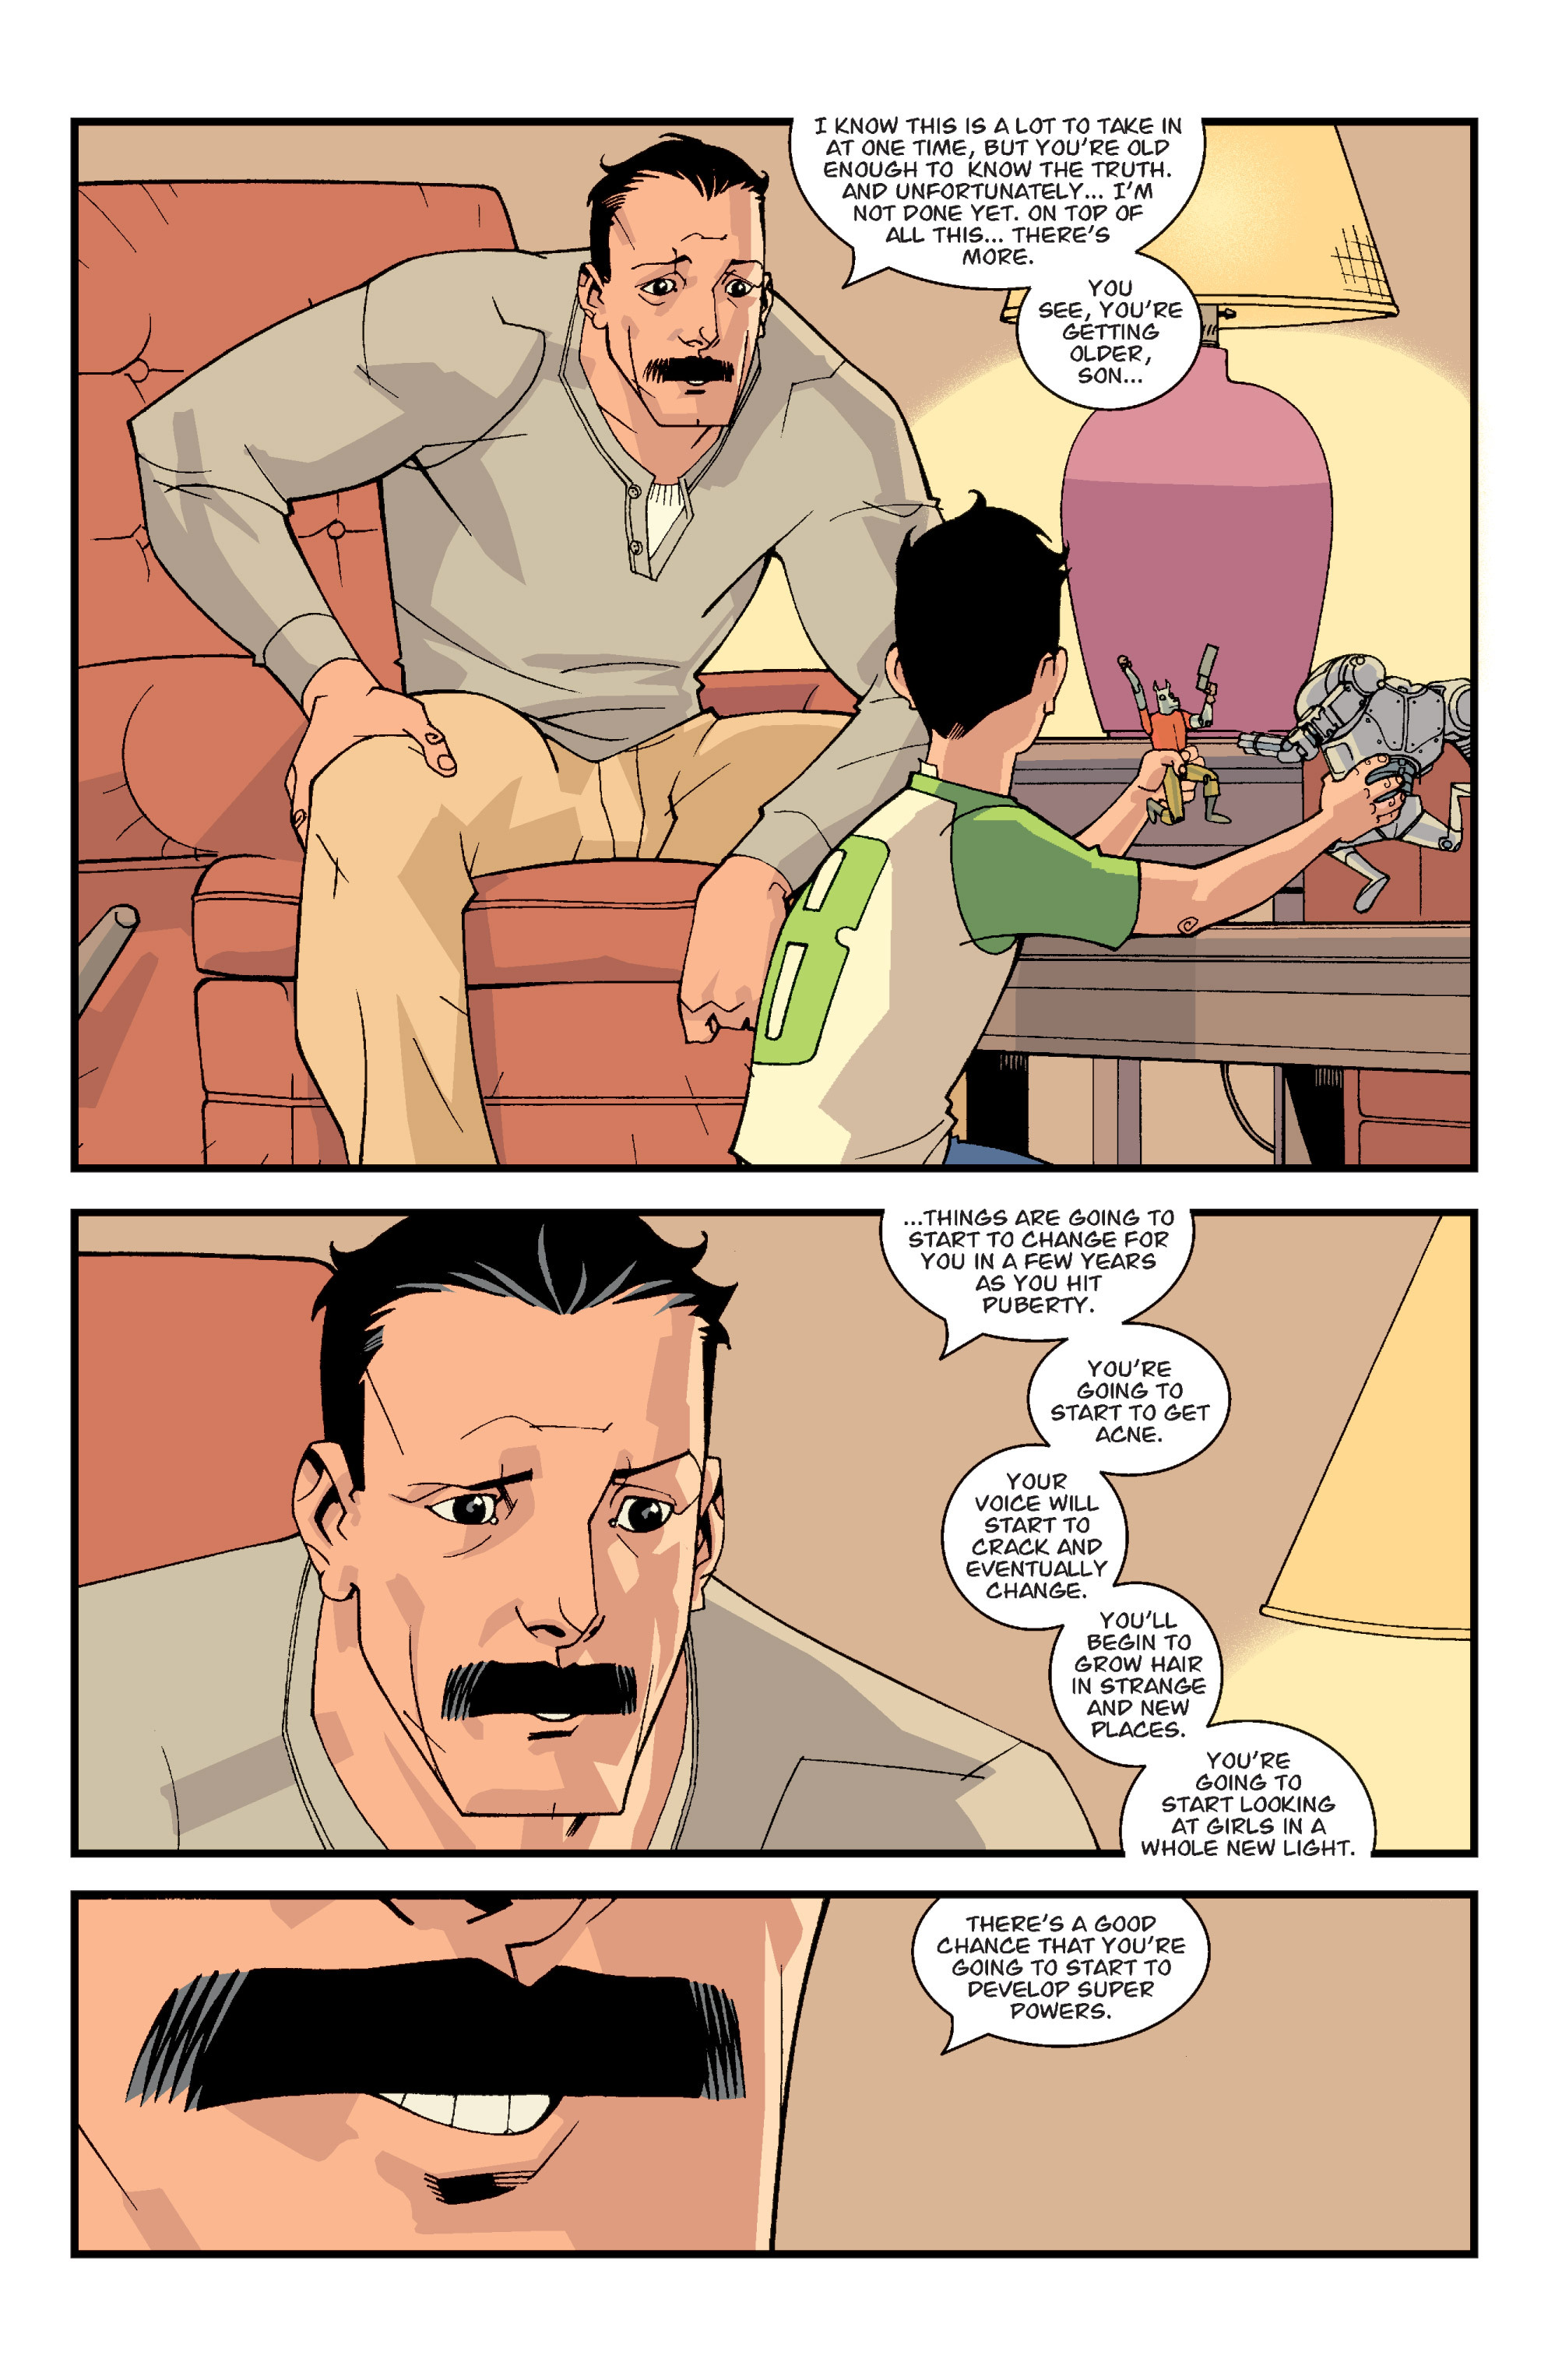 I KNOW THIS IS A LOT TO TAKE IN
AT ONE TIME, BUT YOU'RE OLD
ENOUGH TO KNOW THE TRUTH.
AND UNFORTUNATELY... I'M
NOT DONE YET. ON TOP OF
ALL THIS... THERE'S
MORE.
YOU
SEE, YOU'RE
GETTING
OLDER,
SON...
...THINGS ARE GOING TO
START TO CHANGE FOR
YOU IN A FEW YEARS
AS YOU HIT
PUBERTY.
YOU'RE
GOING TO
START TO GET
ACNE.
YOUR
VOICE WILL
START TO
CRACK AND
EVENTUALLY
CHANGE.
YOU'LL
BEGIN TO
GROW HAIR
IN STRANGE
AND NEW
PLACES.
YOU'RE
GOING TO
START LOOKING
AT GIRLS IN A
WHOLE NEW LIGHT.
THERE'S A GOOD
CHANCE THAT YOU'RE
GOING TO START TO
DEVELOP SUPER
POWERS.